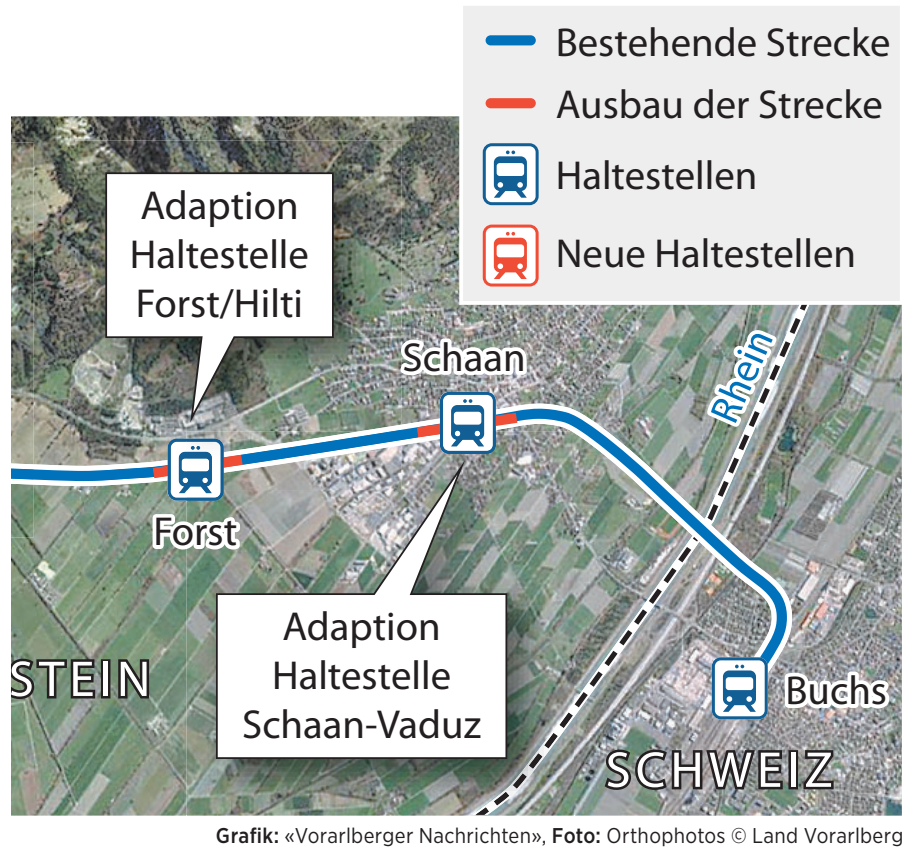 Bestehende Strecke
Ausbau der Strecke
Haltestellen
Neue Haltestellen
Adaption
Haltestelle
Forst/Hilti
Schaan
Rhein
Forst
Adaption
Haltestelle
Schaan-Vaduz
STEIN
Buchs
SCHWEIZ
Grafik: «Vorarlberger Nachrichten», Foto: Orthophotos © Land Vorarlberg